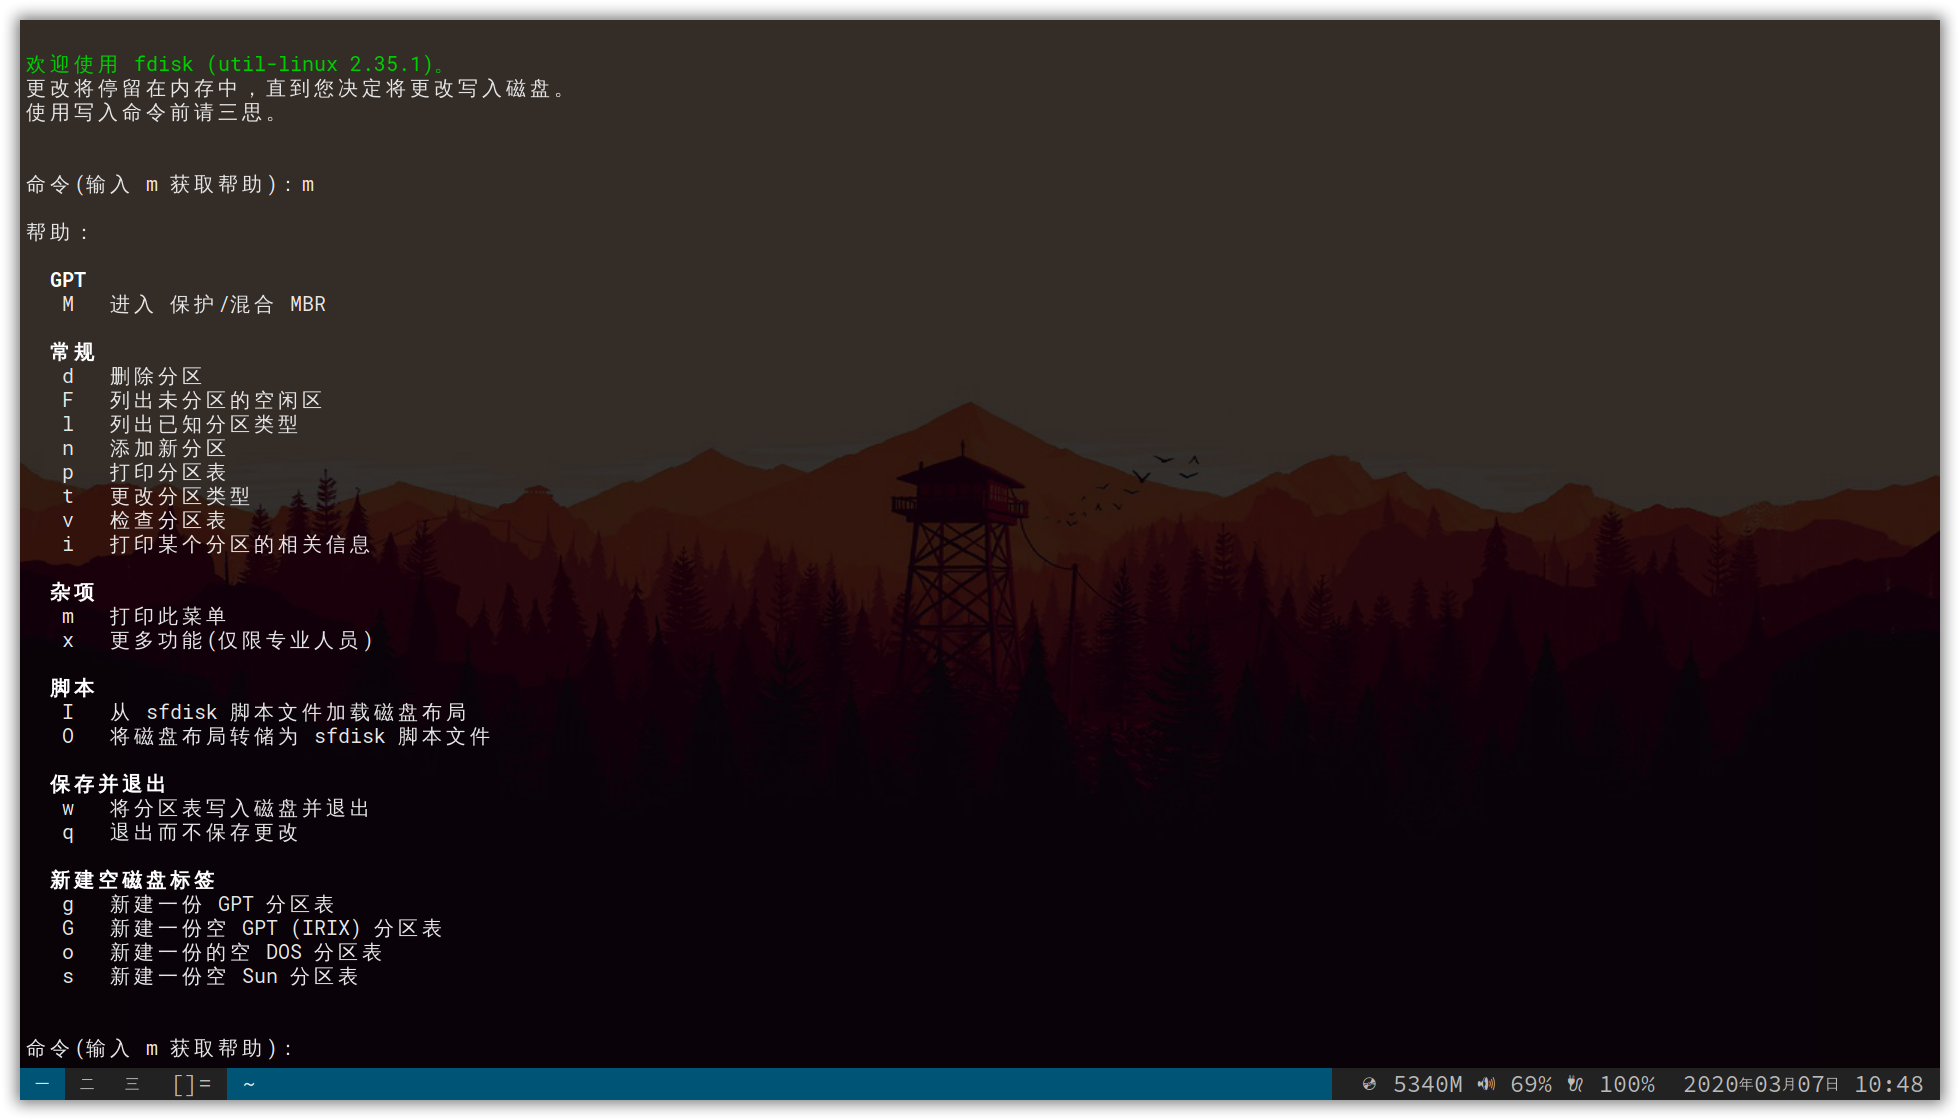 欢迎使用 fdisk (util-linux 2.35.1)。
更改将停留在内存中，直到您决定将更改写入磁盘。
使用写入命令前请三思。
命令(输入 m 获取帮助)：m
帮助：
GPT
M 进入 保护/混合 MBR
常规
d 删除分区
F 列出未分区的空闲区
l 列出已知分区类型
n 添加新分区
p 打印分区表
t 更改分区类型
v 检查分区表
i 打印某个分区的相关信息
杂项
m 打印此菜单
x 更多功能(仅限专业人员)
脚本
I 从 sfdisk 脚本文件加载磁盘布局
O 将磁盘布局转储为 sfdisk 脚本文件
保存并退出
w 将分区表写入磁盘并退出
q 退出而不保存更改
新建空磁盘标签
g 新建一份 GPT 分区表
G 新建一份空 GPT (IRIX) 分区表
o 新建一份的空 DOS 分区表
s 新建一份空 Sun 分区表
命令(输入 m 获取帮助)：
一 二 三 []= ~ 5340M 69% 100% 2020年03月07日 10:48